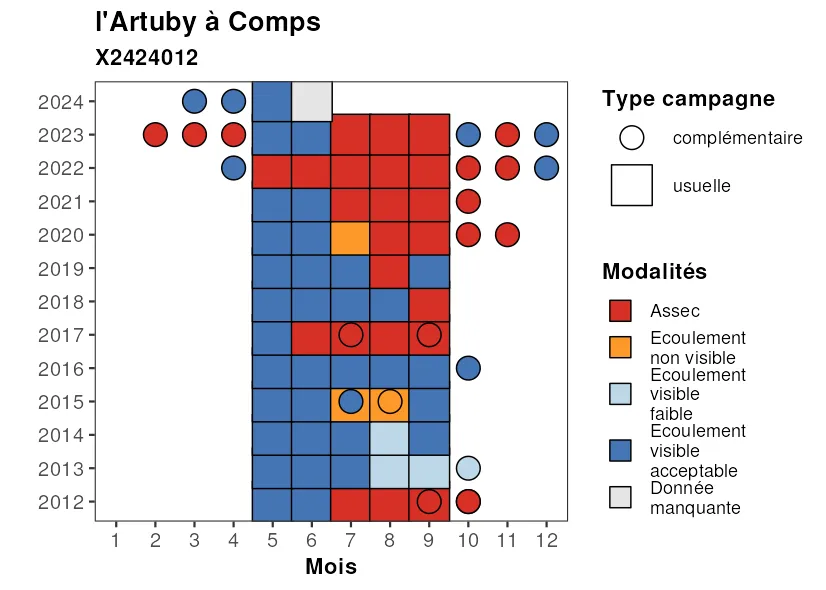 l'Artuby à Comps
X2424012
2024
2023
2022
2021
2020
2019
2018
2017
2016
2015
2014
2013
2012
1 2 3 4 5 6 7 8 9 10 11 12
Mois
Type campagne
complémentaire
usuelle
Modalités
Assec
Ecoulement
non visible
Ecoulement
visible
faible
Ecoulement
visible
acceptable
Donnée
manquante